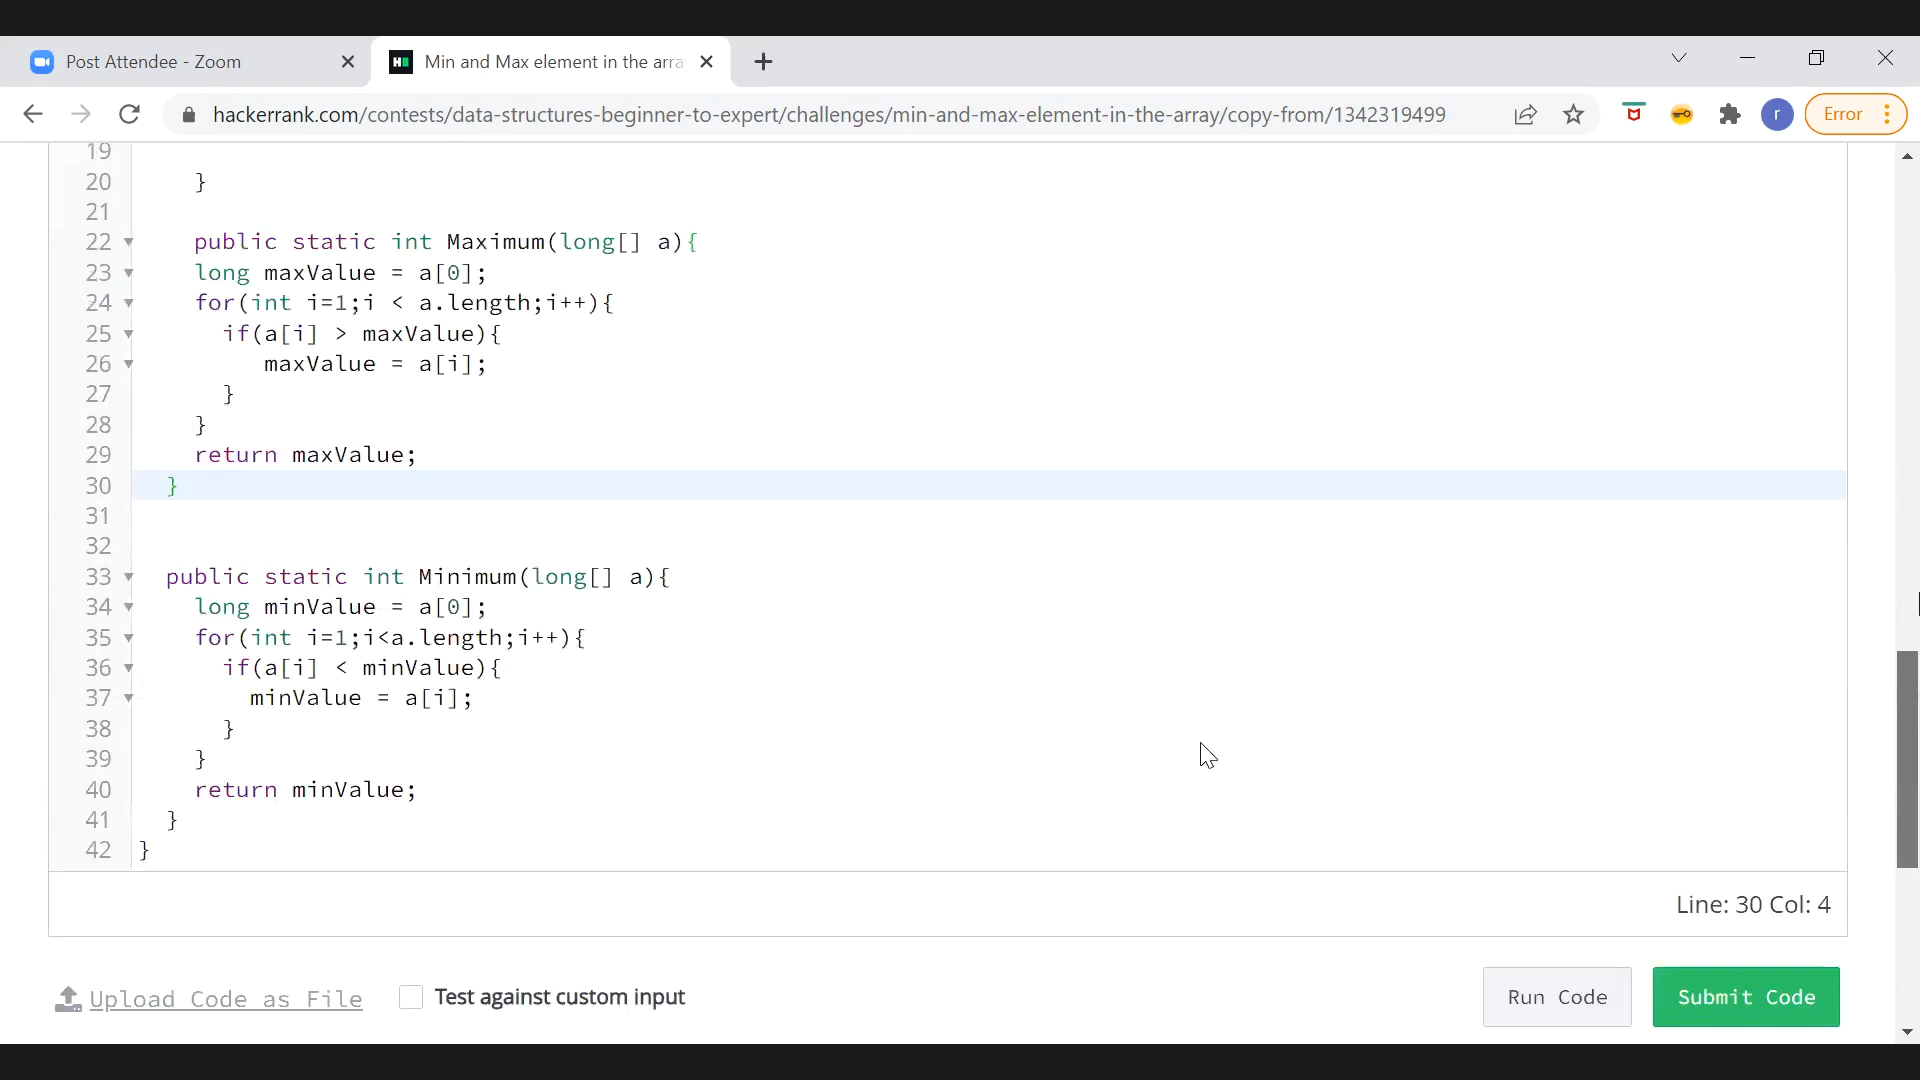 Post Attendee - Zoom
Min and Max element in the arra
hackerrank.com/contests/data-structures-beginner-to-expert/challenges/min-and-max-element-in-the-array/copy-from/1342319499
r
Error
19
20 }
21
22 public static int Maximum(long[] a){
23 long maxValue = a[0];
24 for(int i=1;i < a.length;i++){
25 if(a[i] > maxValue){
26 maxValue = a[i];
27 }
28 }
29 return maxValue;
30 }
31
32
33 public static int Minimum(long[] a){
34 long minValue = a[0];
35 for(int i=1;i<a.length;i++){
36 if(a[i] < minValue){
37 minValue = a[i];
38 }
39 }
40 return minValue;
41 }
42 }
Line: 30 Col: 4
Upload Code as File
Test against custom input
Run Code
Submit Code